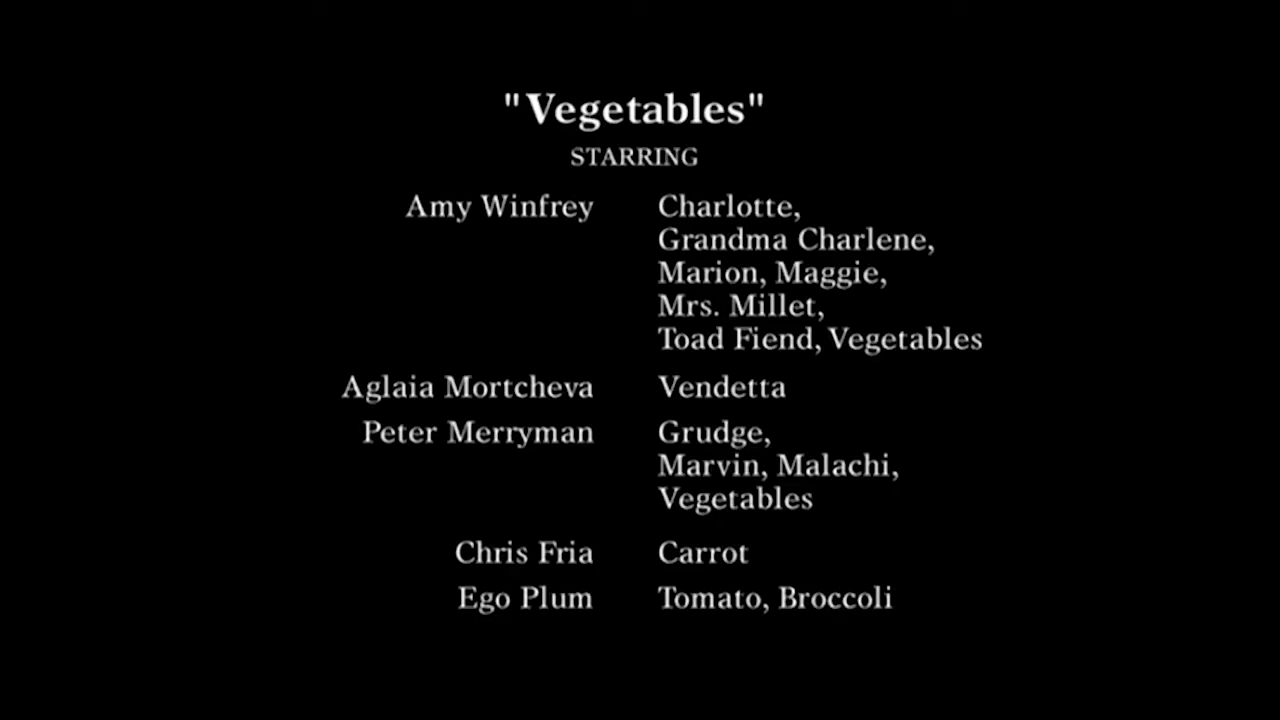 "Vegetables"
STARRING
Amy Winfrey Charlotte,
Grandma Charlene,
Marion, Maggie,
Mrs. Millet,
Toad Fiend, Vegetables
Aglaia Mortcheva Vendetta
Peter Merryman Grudge,
Marvin, Malachi,
Vegetables
Chris Fria Carrot
Ego Plum Tomato, Broccoli